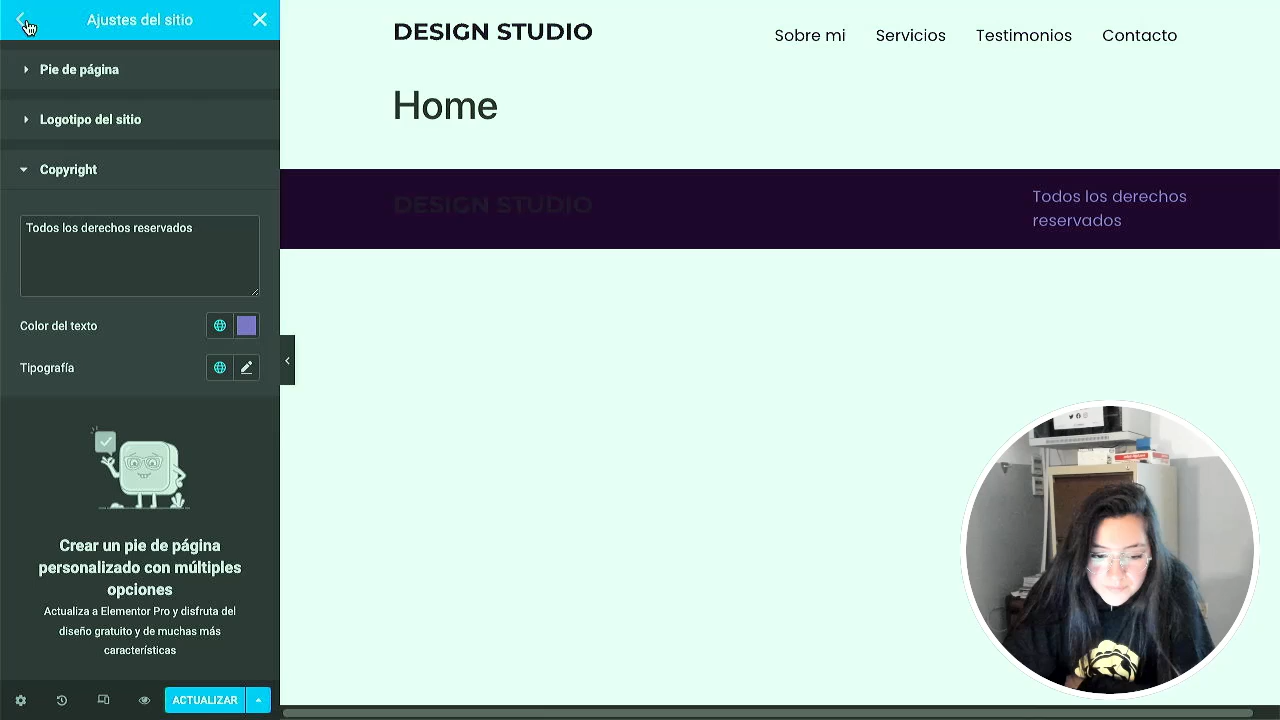 Ajustes del sitio
Pie de página
Logotipo del sitio
Copyright
Todos los derechos reservados
Color del texto
Tipografía
Crear un pie de página
personalizado con múltiples
opciones
Actualiza a Elementor Pro y disfruta del
diseño gratuito y de muchas más
características
ACTUALIZAR
DESIGN STUDIO
Sobre mi
Servicios
Testimonios
Contacto
Home
DESIGN STUDIO
Todos los derechos
reservados